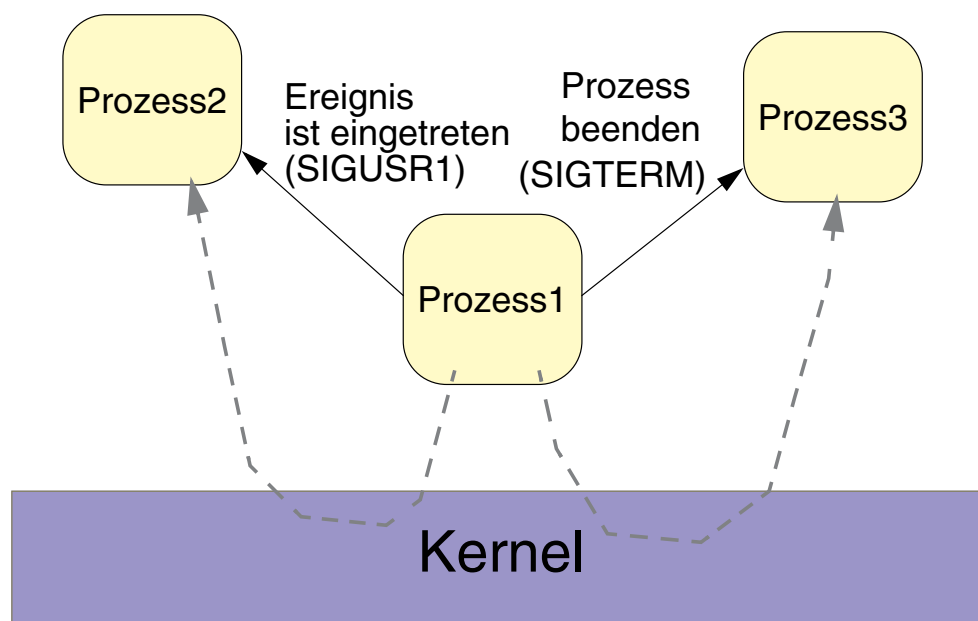 Prozess2
Ereignis
ist eingetreten
(SIGUSR1)
Prozess
beenden
(SIGTERM)
Prozess3
Prozess1
Kernel